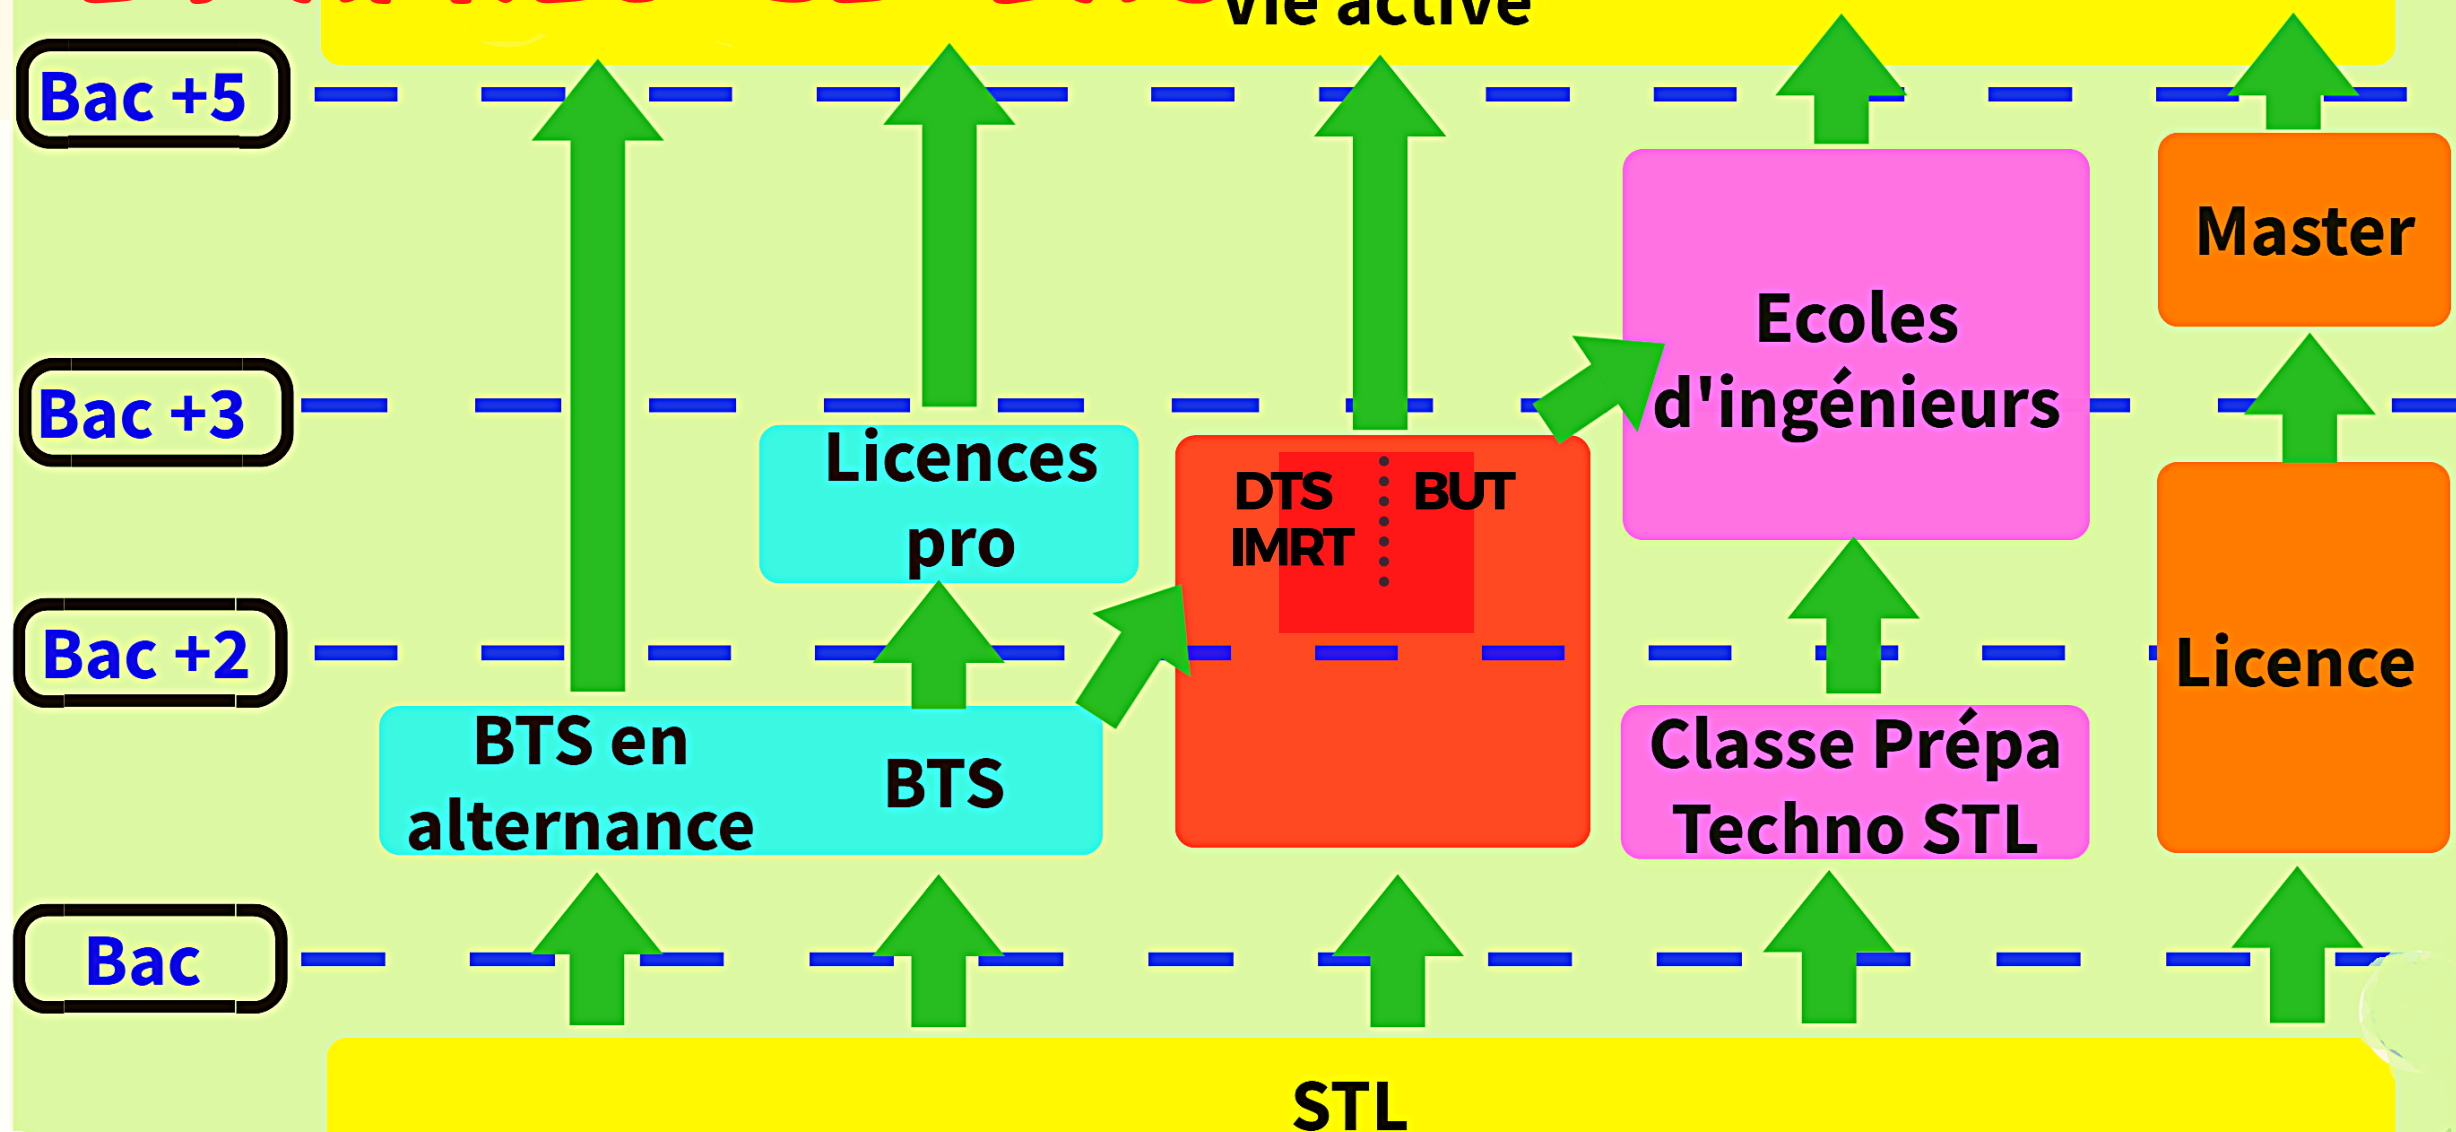 Vie active
Bac +5
Master
Ecoles
d'ingénieurs
Bac +3
Licences
pro
DTS
IMRT
BUT
Bac +2
Licence
BTS en
alternance
BTS
Classe Prépa
Techno STL
Bac
STL